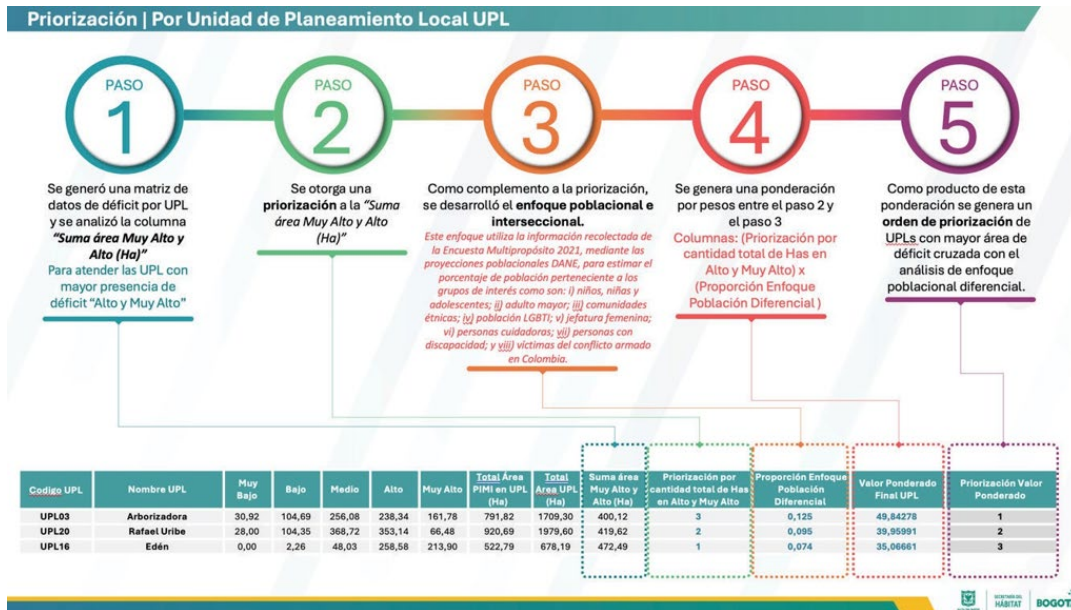 Priorización | Por Unidad de Planeamiento Local UPL
PASO
1
Se generó una matriz de
datos de déficit por UPL
y se analizó la columna
"Suma área Muy Alto y
Alto (Ha)"
Para atender las UPL con
mayor presencia de
déficit "Alto y Muy Alto"
PASO
2
Se otorga una
priorización a la "Suma
área Muy Alto y Alto
(Ha)"
PASO
3
Como complemento a la priorización,
se desarrolló el enfoque poblacional e
interseccional.
Este enfoque utiliza la información recolectada de
la Encuesta Multipropósito 2021, mediante las
proyecciones poblacionales DANE, para estimar el
porcentaje de población perteneciente a los
grupos de interés como son: i) niños, niñas y
adolescentes; ii) adulto mayor; iii) comunidades
étnicas; iv) población LGBTI; v) jefatura femenina;
vi) personas cuidadoras; vii) personas con
discapacidad; y viii) víctimas del conflicto armado
en Colombia.
PASO
4
Se genera una ponderación
por pesos entre el paso 2 y
el paso 3
Columnas: (Priorización por
cantidad total de Has en
Alto y Muy Alto) x
(Proporción Enfoque
Población Diferencial )
PASO
5
Como producto de esta
ponderación se genera un
orden de priorización de
UPLs con mayor área de
déficit cruzada con el
análisis de enfoque
poblacional diferencial.
Codigo UPL Nombre UPL Muy Bajo Bajo Medio Alto Muy Alto Total Área PIMI en UPL (Ha) Total Area UPL (Ha) Suma área Muy Alto y Alto (Ha) Priorización por cantidad total de Has en Alto y Muy Alto Proporción Enfoque Población Diferencial Valor Ponderado Final UPL Priorización Valor Ponderado
UPL03 Arborizadora 30,92 104,69 256,08 238,34 161,78 791,82 1709,30 400,12 3 0,125 49,84278 1
UPL20 Rafael Uribe 28,00 104,35 368,72 353,14 66,48 920,69 1979,60 419,62 2 0,095 39,95991 2
UPL16 Edén 0,00 2,26 48,03 258,58 213,90 522,79 678,19 472,49 1 0,074 35,06661 3
SECRETARÍA DEL
HÁBITAT
BOGOT